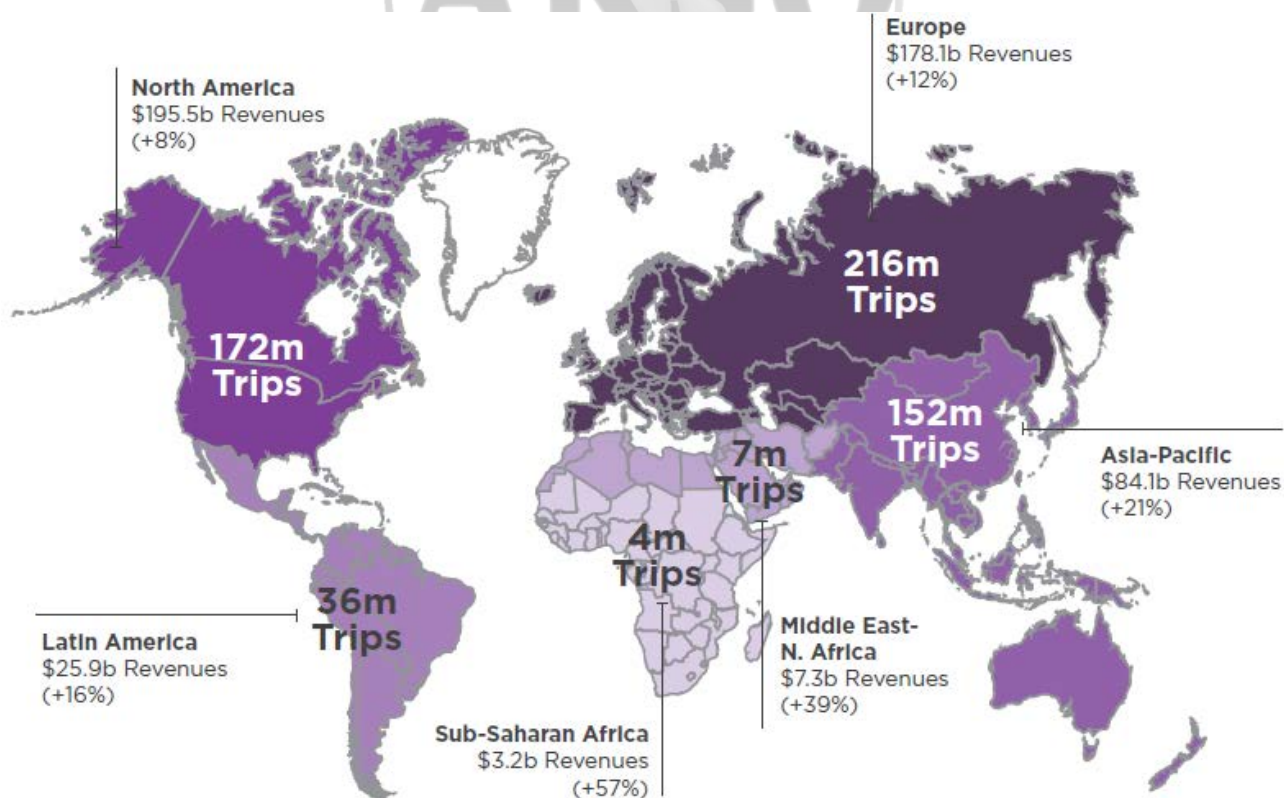 Europe
$178.1b Revenues
(+12%)
North America
$195.5b Revenues
(+8%)
216m
Trips
172m
Trips
152m
Trips
7m
Trips
Asia-Pacific
$84.1b Revenues
(+21%)
4m
Trips
36m
Trips
Latin America
$25.9b Revenues
(+16%)
Middle East-
N. Africa
$7.3b Revenues
(+39%)
Sub-Saharan Africa
$3.2b Revenues
(+57%)